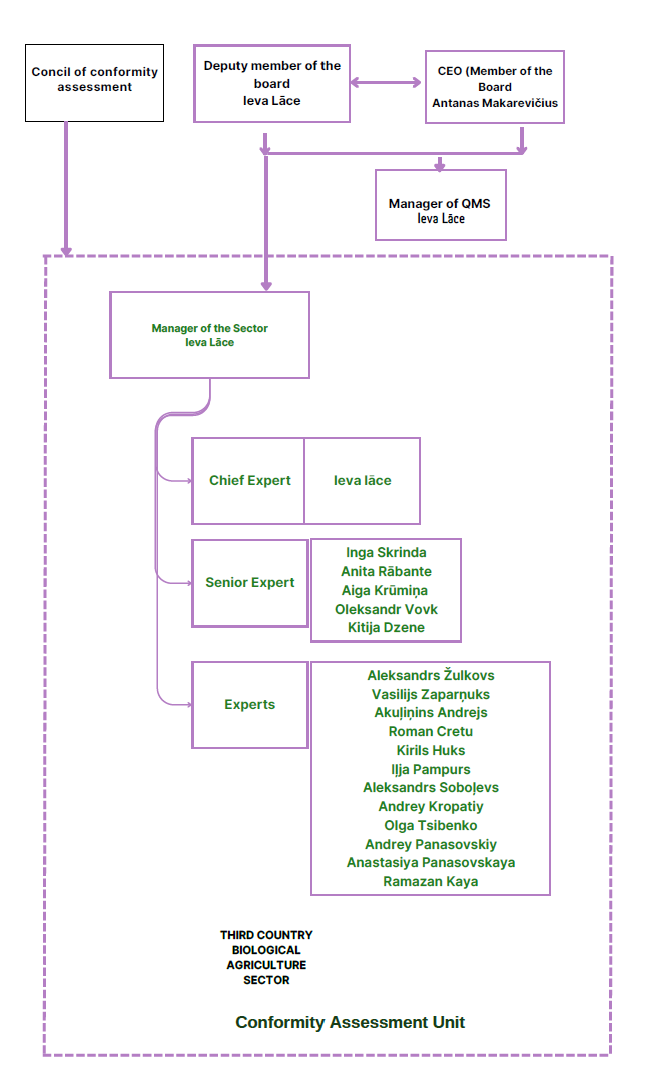 Concil of conformity
assessment
Deputy member of the
board
Ieva Lāce
CEO (Member of the
Board
Antanas Makarevičius
Manager of QMS
Ieva Lāce
Manager of the Sector
Ieva Lāce
Chief Expert
Ieva lāce
Senior Expert
Inga Skrinda
Anita Rābante
Aiga Krūmiņa
Oleksandr Vovk
Kitija Dzene
Experts
Aleksandrs Žulkovs
Vasilijs Zaparņuks
Akuļiņins Andrejs
Roman Cretu
Kirils Huks
Iļja Pampurs
Aleksandrs Soboļevs
Andrey Kropatiy
Olga Tsibenko
Andrey Panasovskiy
Anastasiya Panasovskaya
Ramazan Kaya
THIRD COUNTRY
BIOLOGICAL
AGRICULTURE
SECTOR
Conformity Assessment Unit